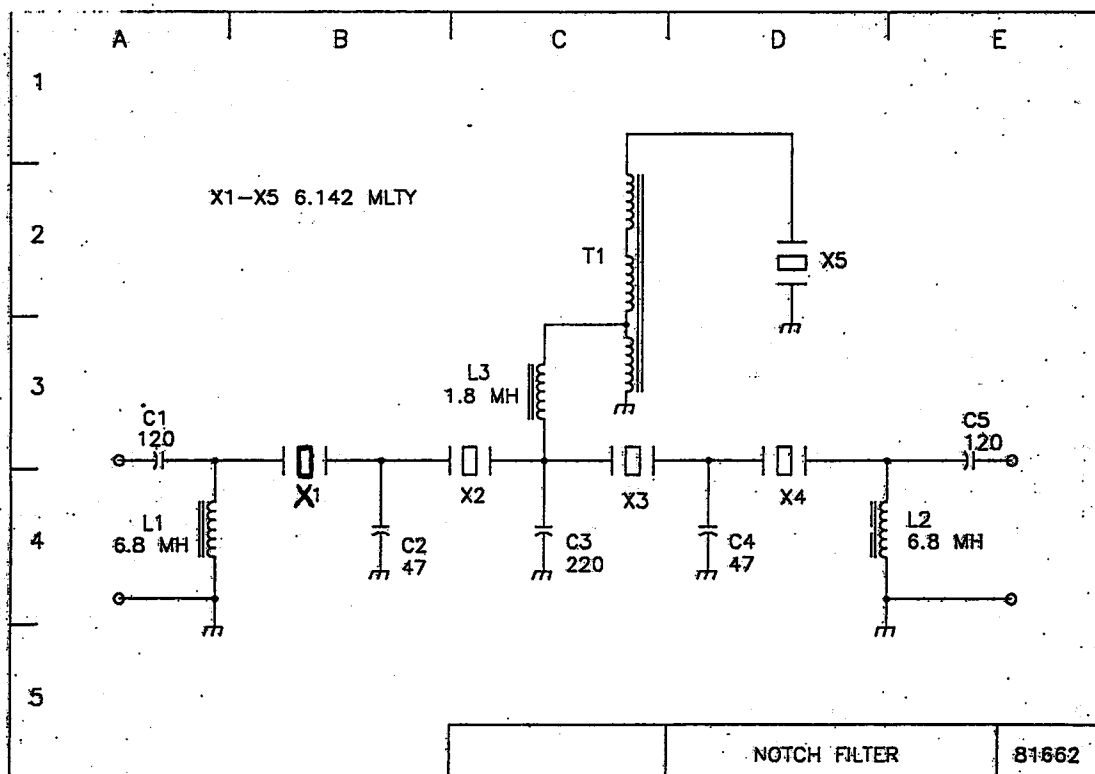 A B C D E
1
X1-X5 6.142 MLTY
2
T1
X5
3
L3
1.8 MH
C1
120
C5
120
X1
X2
X3
X4
L1
6.8 MH
C2
47
C3
220
C4
47
L2
6.8 MH
4
5
NOTCH FILTER 81662